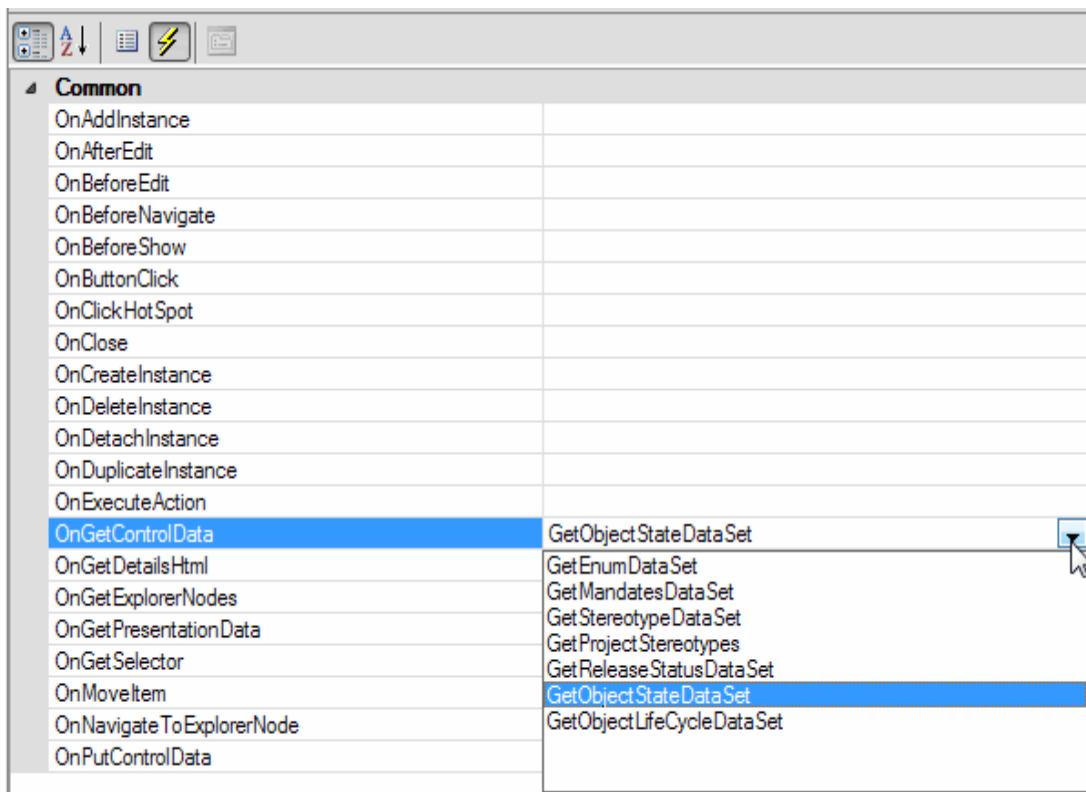 A
Z
Common
OnAddInstance
OnAfterEdit
OnBeforeEdit
OnBeforeNavigate
OnBeforeShow
OnButtonClick
OnClickHotSpot
OnClose
OnCreateInstance
OnDeleteInstance
OnDetachInstance
OnDuplicateInstance
OnExecuteAction
OnGetControlData GetObjectStateDataSet
OnGetDetailsHtml
OnGetExplorerNodes
OnGetPresentationData
OnGetSelector
OnMoveItem
OnNavigateToExplorerNode
OnPutControlData
GetEnumDataSet
GetMandatesDataSet
GetStereotypeDataSet
GetProjectStereotypes
GetReleaseStatusDataSet
GetObjectStateDataSet
GetObjectLifeCycleDataSet